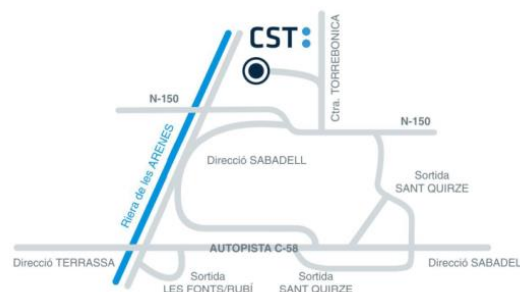 CST:
N-150
Ctra. TORREBONICA
N-150
Riera de les ARENES
Direcció SABADELL
Sortida
SANT QUIRZE
AUTOPISTA C-58
Direcció TERRASSA
Direcció SABADEL
Sortida
LES FONTS/RUBÍ
Sortida
SANT QUIRZE